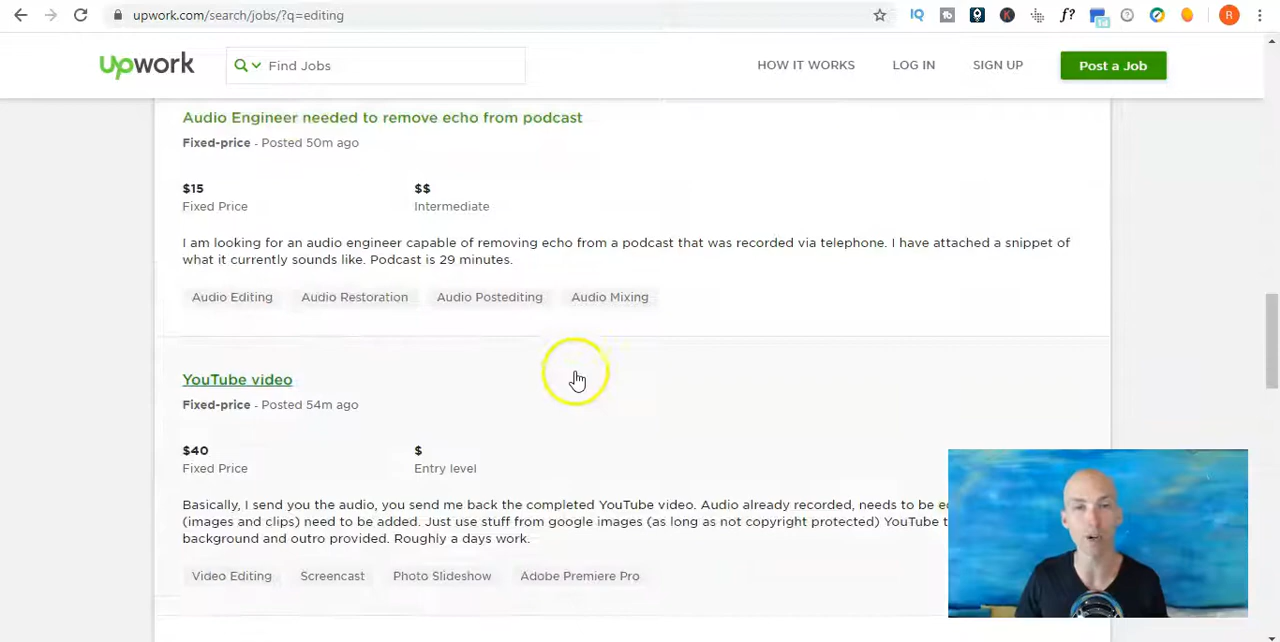 upwork.com/search/jobs/?q=editing
IQ
f?
R
upwork
Find Jobs
HOW IT WORKS
LOG IN
SIGN UP
Post a Job
Audio Engineer needed to remove echo from podcast
Fixed-price - Posted 50m ago
$15
$$
Fixed Price
Intermediate
I am looking for an audio engineer capable of removing echo from a podcast that was recorded via telephone. I have attached a snippet of
what it currently sounds like. Podcast is 29 minutes.
Audio Editing
Audio Restoration
Audio Postediting
Audio Mixing
YouTube video
Fixed-price - Posted 54m ago
$40
$
Fixed Price
Entry level
Basically, I send you the audio, you send me back the completed YouTube video. Audio already recorded, needs to be
(images and clips) need to be added. Just use stuff from google images (as long as not copyright protected) YouTube
background and outro provided. Roughly a days work.
Video Editing
Screencast
Photo Slideshow
Adobe Premiere Pro